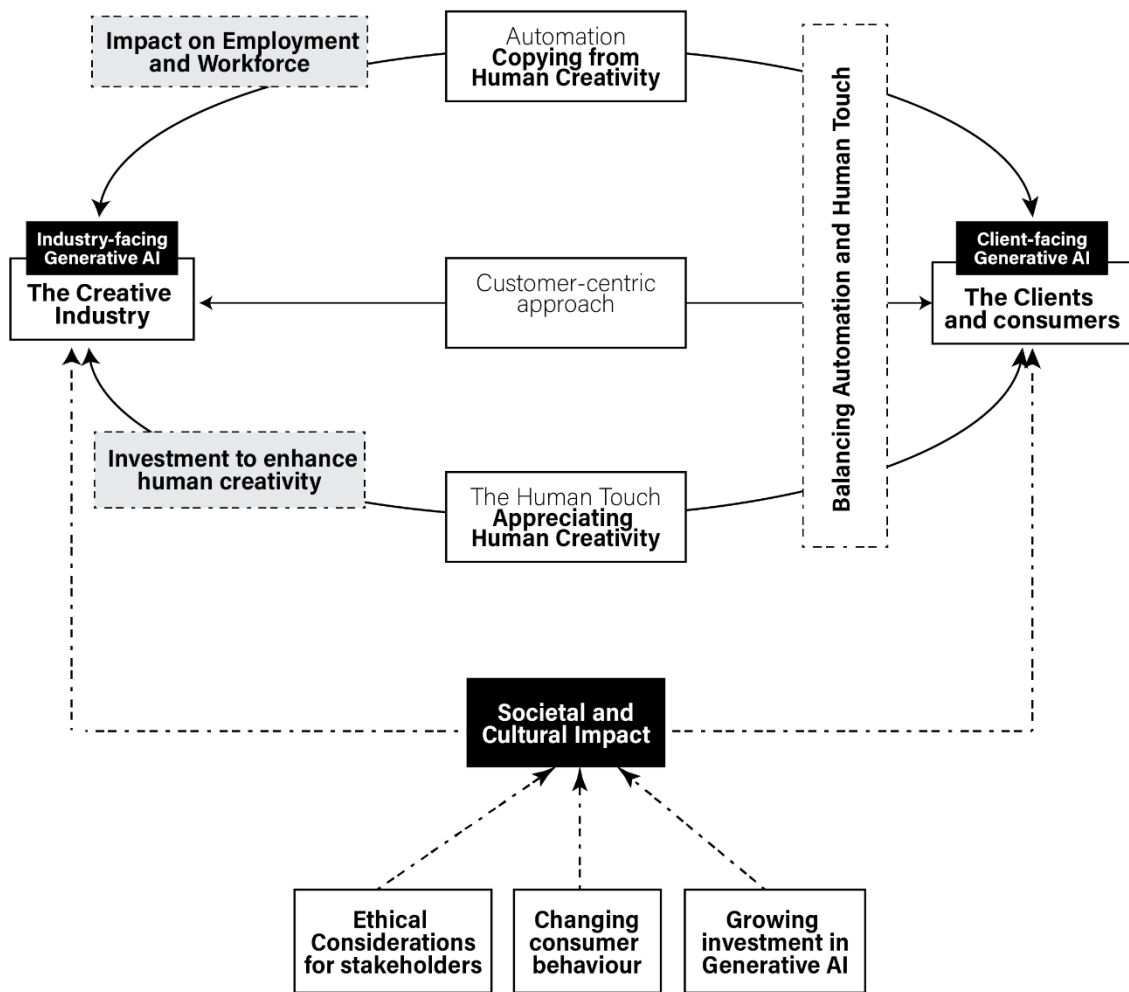 Impact on Employment
and Workforce
Automation
Copying from
Human Creativity
Balancing Automation and Human Touch
Industry-facing
Generative AI
The Creative
Industry
Customer-centric
approach
Client-facing
Generative AI
The Clients
and consumers
Investment to enhance
human creativity
The Human Touch
Appreciating
Human Creativity
Societal and
Cultural Impact
Ethical
Considerations
for stakeholders
Changing
consumer
behaviour
Growing
investment in
Generative AI